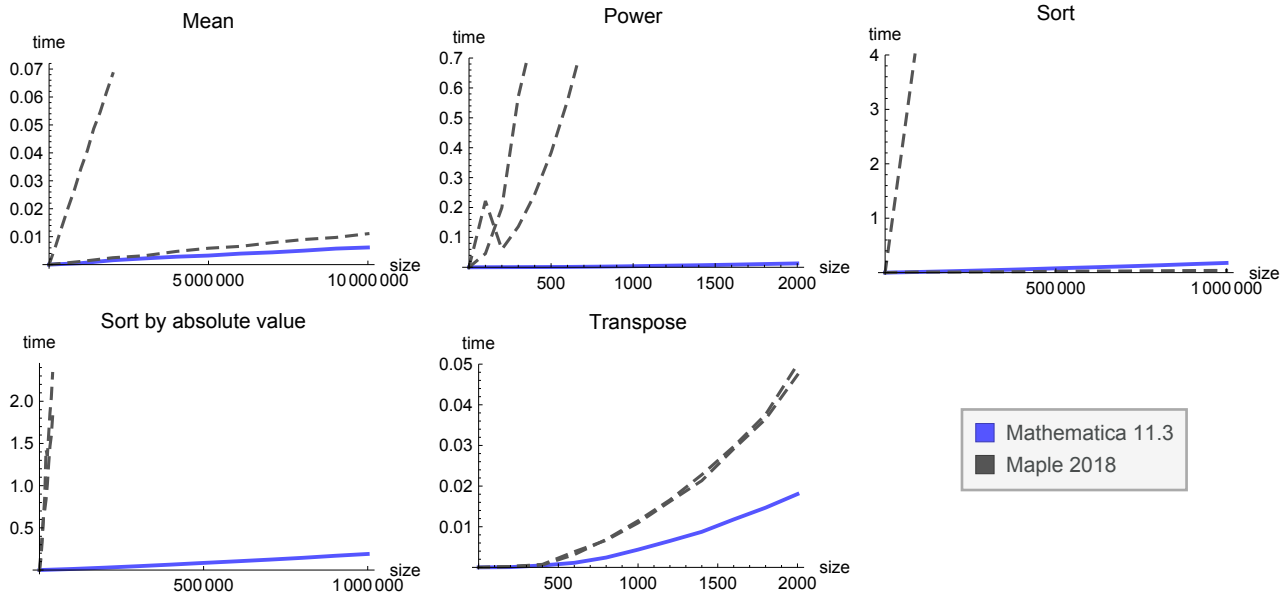 Mean
time
0.07
0.06
0.05
0.04
0.03
0.02
0.01
5 000 000
10 000 000
size
Power
time
0.7
0.6
0.5
0.4
0.3
0.2
0.1
500
1000
1500
2000
size
Sort
time
4
3
2
1
500 000
1 000 000
size
Sort by absolute value
time
2.0
1.5
1.0
0.5
500 000
1 000 000
size
Transpose
time
0.05
0.04
0.03
0.02
0.01
500
1000
1500
2000
size
Mathematica 11.3
Maple 2018